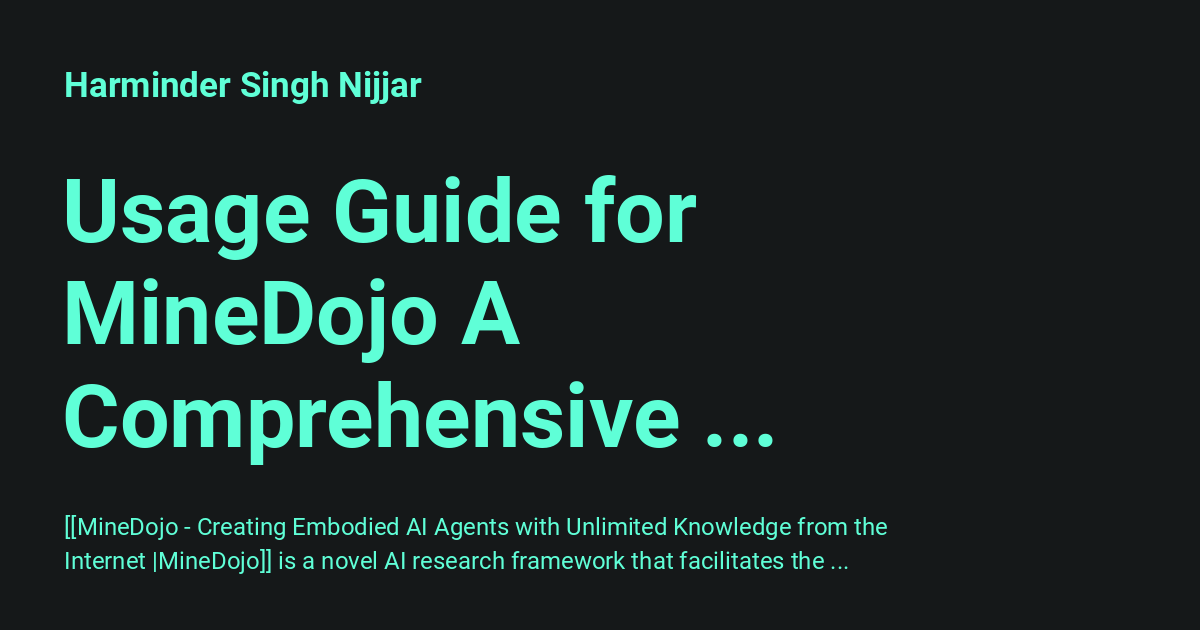 Harminder Singh Nijjar
Usage Guide for
MineDojo A
Comprehensive ...
[[MineDojo - Creating Embodied AI Agents with Unlimited Knowledge from the
Internet |MineDojo]] is a novel AI research framework that facilitates the ...